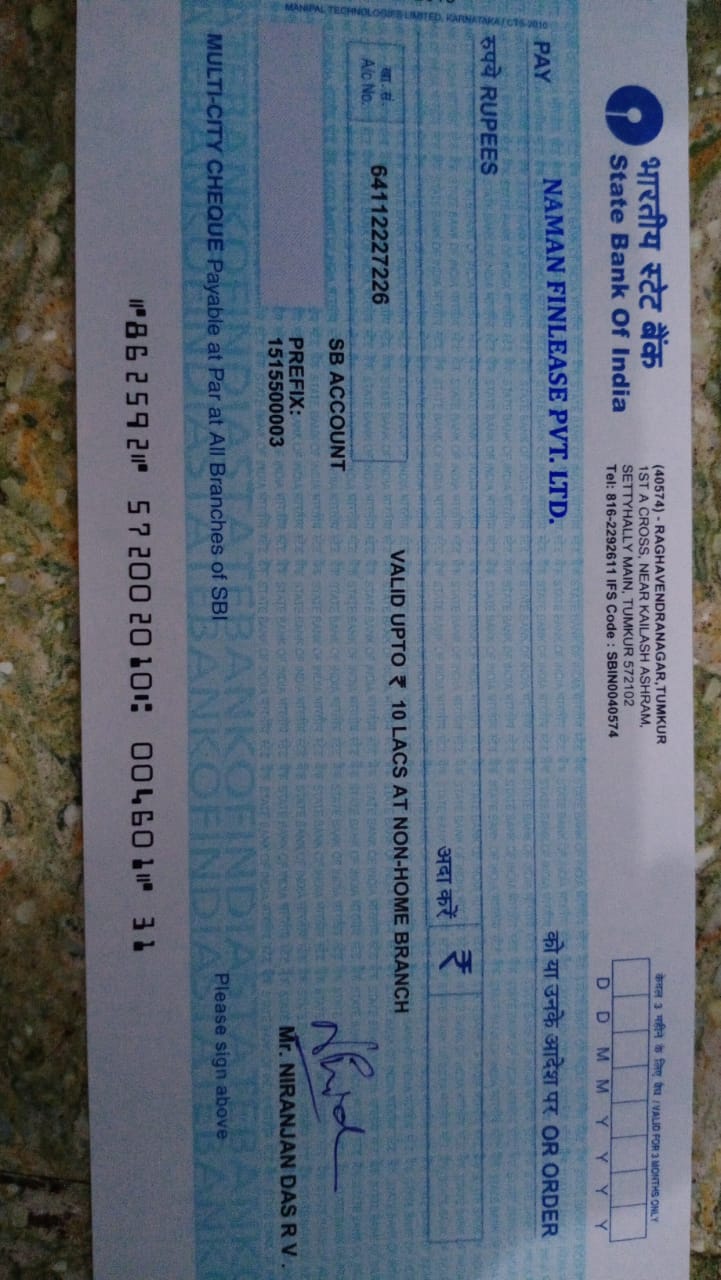 भारतीय स्टेट बैंक
State Bank Of India
(40574) - RAGHAVENDRANAGAR,TUMKUR
1ST A CROSS, NEAR KAILASH ASHRAM,
SETTYHALLY MAIN, TUMKUR 572102
Tel: 816-2292611 IFS Code : SBIN0040574
केवल 3 महीने के लिए वैध / VALID FOR 3 MONTHS ONLY
D D M M Y Y Y Y
PAY NAMAN FINLEASE PVT. LTD. को या उनके आदेश पर OR ORDER
रुपये RUPEES
अदा करें ₹
खा. सं
A/c No. 64112227226
VALID UPTO ₹ 10 LACS AT NON-HOME BRANCH
SB ACCOUNT
PREFIX:
1515500003
Mr. NIRANJAN DAS R V .
MANIPAL TECHNOLOGIES LIMITED, KARNATAKA / CTS-2010
MULTI-CITY CHEQUE Payable at Par at All Branches of SBI
Please sign above
⑈862592⑈ 572002010⑆ 004601⑈ 31